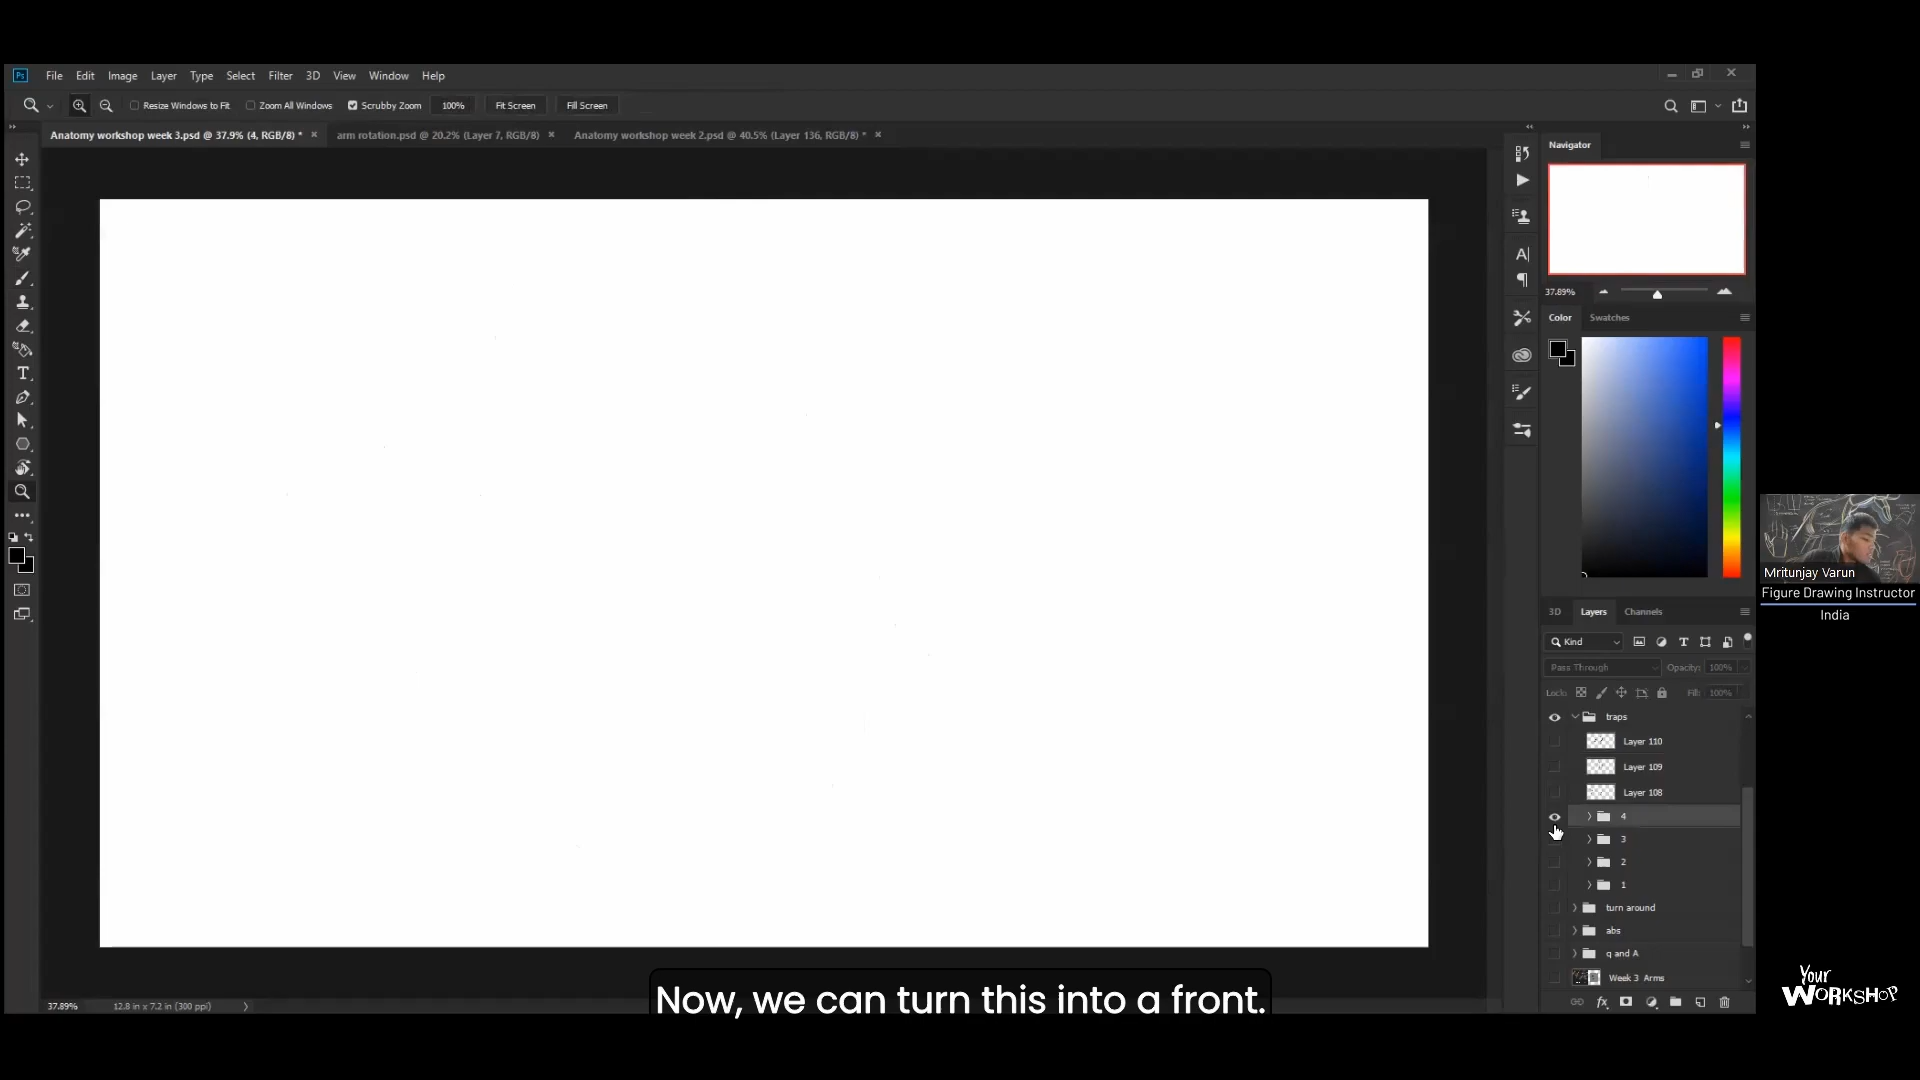 Ps File Edit Image Layer Type Select Filter 3D View Window Help
Resize Windows to Fit Zoom All Windows Scrubby Zoom 100% Fit Screen Fill Screen
Anatomy workshop week 3.psd @ 37.9% (4, RGB/8) * arm rotation.psd @ 20.2% (Layer 7, RGB/8) Anatomy workshop week 2.psd @ 40.5% (Layer 136, RGB/8) *
Navigator
37.89%
Color Swatches
3D Layers Channels
Kind
Pass Through Opacity: 100%
Lock: Fill: 100%
traps
Layer 110
Layer 109
Layer 108
4
3
2
1
turn around
abs
q and A
Week 3 Arms
37.89% 12.8 in x 7.2 in (300 ppi)
Now, we can turn this into a front.
Mritunjay Varun
Figure Drawing Instructor
India
Your
WORKSHOP